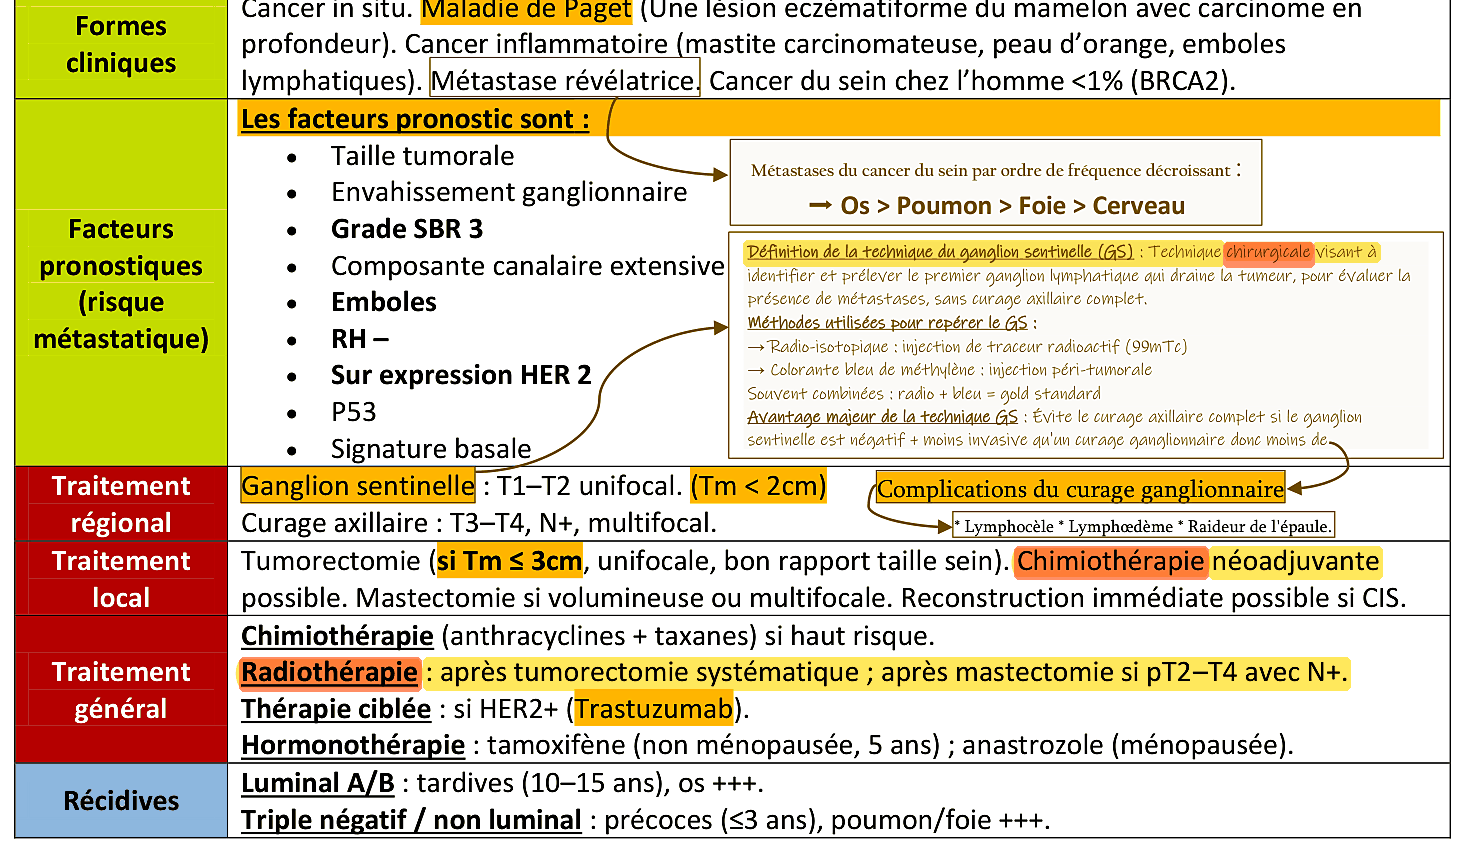 Formes
cliniques
Cancer in situ. Maladie de Paget (Une lésion eczématiforme du mamelon avec carcinome en
profondeur). Cancer inflammatoire (mastite carcinomateuse, peau d’orange, emboles
lymphatiques). Métastase révélatrice. Cancer du sein chez l’homme <1% (BRCA2).
Facteurs
pronostiques
(risque
métastatique)
Les facteurs pronostic sont :
• Taille tumorale
• Envahissement ganglionnaire
• Grade SBR 3
• Composante canalaire extensive
• Emboles
• RH –
• Sur expression HER 2
• P53
• Signature basale
Métastases du cancer du sein par ordre de fréquence décroissant :
→ Os > Poumon > Foie > Cerveau
Définition de la technique du ganglion sentinelle (GS) : Technique chirurgicale visant à
identifier et prélever le premier ganglion lymphatique qui draine la tumeur, pour évaluer la
présence de métastases, sans curage axillaire complet.
Méthodes utilisées pour repérer le GS :
→ Radio-isotopique : injection de traceur radioactif (99mTc)
→ Colorante bleu de méthylène : injection péri-tumorale
Souvent combinées : radio + bleu = gold standard
Avantage majeur de la technique GS : Évite le curage axillaire complet si le ganglion
sentinelle est négatif + moins invasive qu'un curage ganglionnaire donc moins de
Traitement
régional
Ganglion sentinelle : T1–T2 unifocal. (Tm < 2cm)
Curage axillaire : T3–T4, N+, multifocal.
Complications du curage ganglionnaire
* Lymphocèle * Lymphœdème * Raideur de l'épaule.
Traitement
local
Tumorectomie (si Tm ≤ 3cm, unifocale, bon rapport taille sein). Chimiothérapie néoadjuvante
possible. Mastectomie si volumineuse ou multifocale. Reconstruction immédiate possible si CIS.
Traitement
général
Chimiothérapie (anthracyclines + taxanes) si haut risque.
Radiothérapie : après tumorectomie systématique ; après mastectomie si pT2–T4 avec N+.
Thérapie ciblée : si HER2+ (Trastuzumab).
Hormonothérapie : tamoxifène (non ménopausée, 5 ans) ; anastrozole (ménopausée).
Récidives
Luminal A/B : tardives (10–15 ans), os +++.
Triple négatif / non luminal : précoces (≤3 ans), poumon/foie +++.